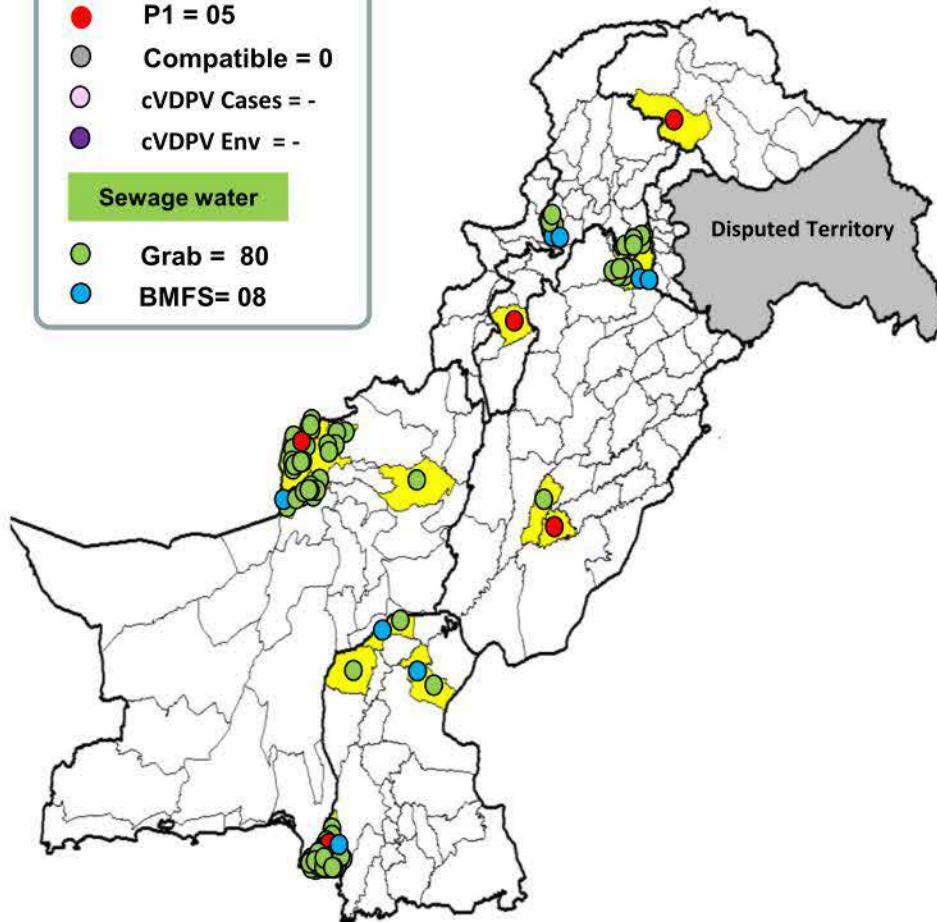 P1 = 05
Compatible = 0
cVDPV Cases = -
cVDPV Env = -
Sewage water
Grab = 80
BMFS= 08
Disputed Territory